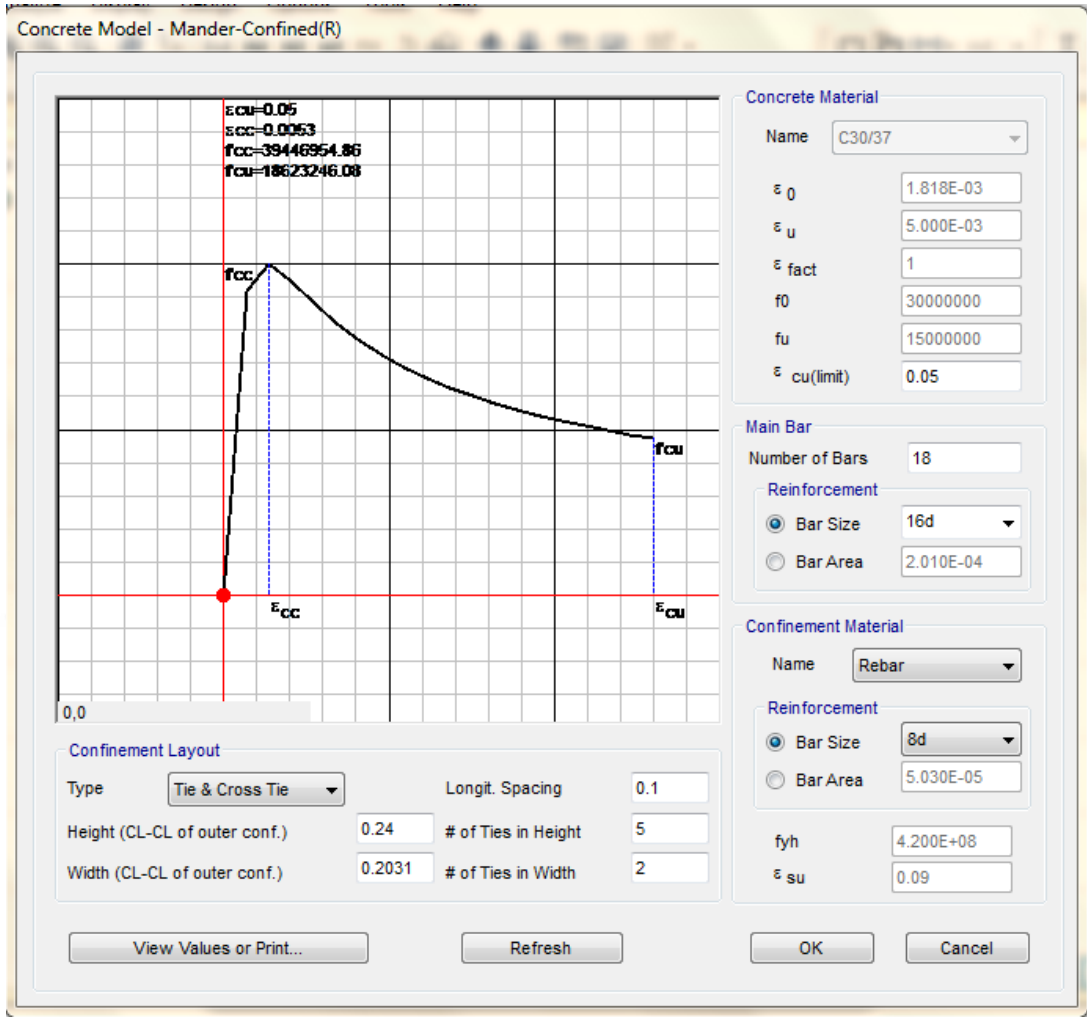 Concrete Model - Mander-Confined(R)
εcu=0.05
εcc=0.0053
fcc=39446954.86
fcu=18623246.08
fcc
fcu
εcc
εcu
0,0
Concrete Material
Name C30/37
ε 0 1.818E-03
ε u 5.000E-03
ε fact 1
f0 30000000
fu 15000000
ε cu(limit) 0.05
Main Bar
Number of Bars 18
Reinforcement
Bar Size 16d
Bar Area 2.010E-04
Confinement Material
Name Rebar
Reinforcement
Bar Size 8d
Bar Area 5.030E-05
fyh 4.200E+08
ε su 0.09
Confinement Layout
Type Tie & Cross Tie Longit. Spacing 0.1
Height (CL-CL of outer conf.) 0.24 # of Ties in Height 5
Width (CL-CL of outer conf.) 0.2031 # of Ties in Width 2
View Values or Print... Refresh OK Cancel